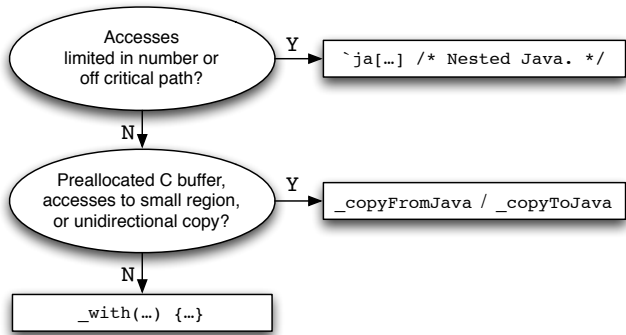 Accesses
limited in number or
off critical path?
Y
`ja[…] /* Nested Java. */
N
Preallocated C buffer,
accesses to small region,
or unidirectional copy?
Y
_copyFromJava / _copyToJava
N
_with(…) {…}